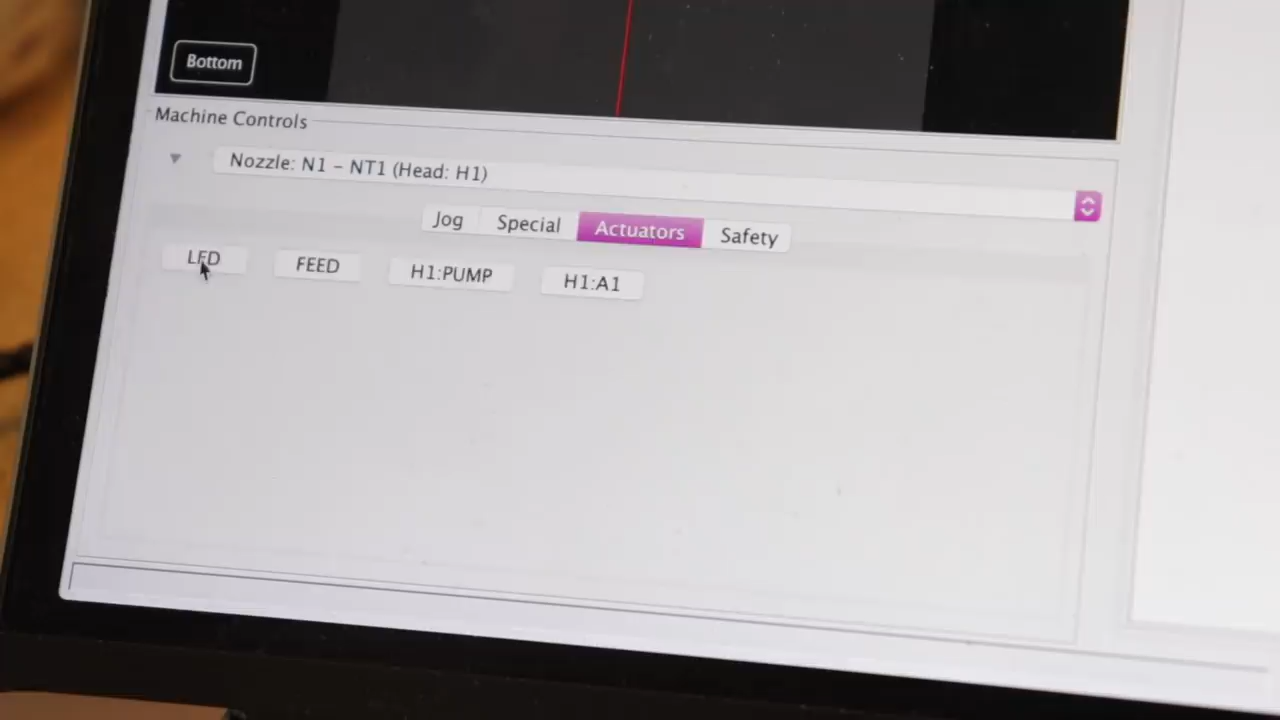 Bottom
Machine Controls
Nozzle: N1 - NT1 (Head: H1)
Jog Special Actuators Safety
LED FEED H1:PUMP H1:A1